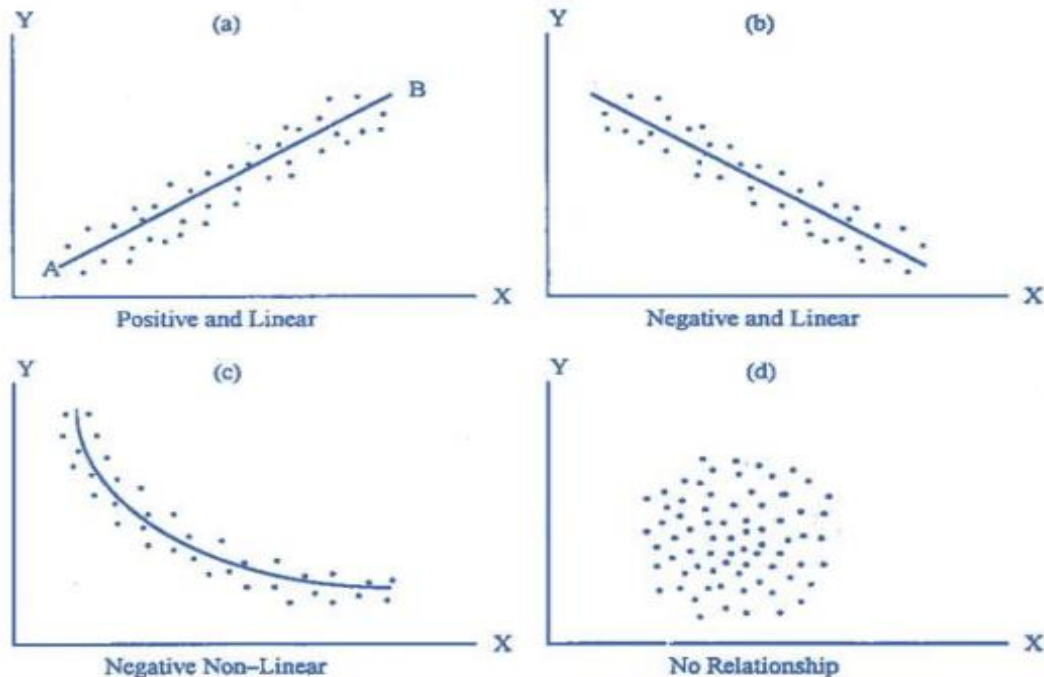 Y
(a)
B
A
X
Positive and Linear
Y
(b)
X
Negative and Linear
Y
(c)
X
Negative Non-Linear
Y
(d)
X
No Relationship